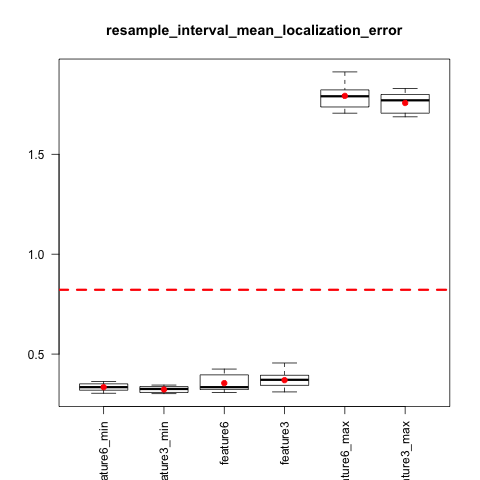 resample_interval_mean_localization_error
1.5
1.0
0.5
ature6_min
ature3_min
feature6
feature3
ture6_max
ture3_max